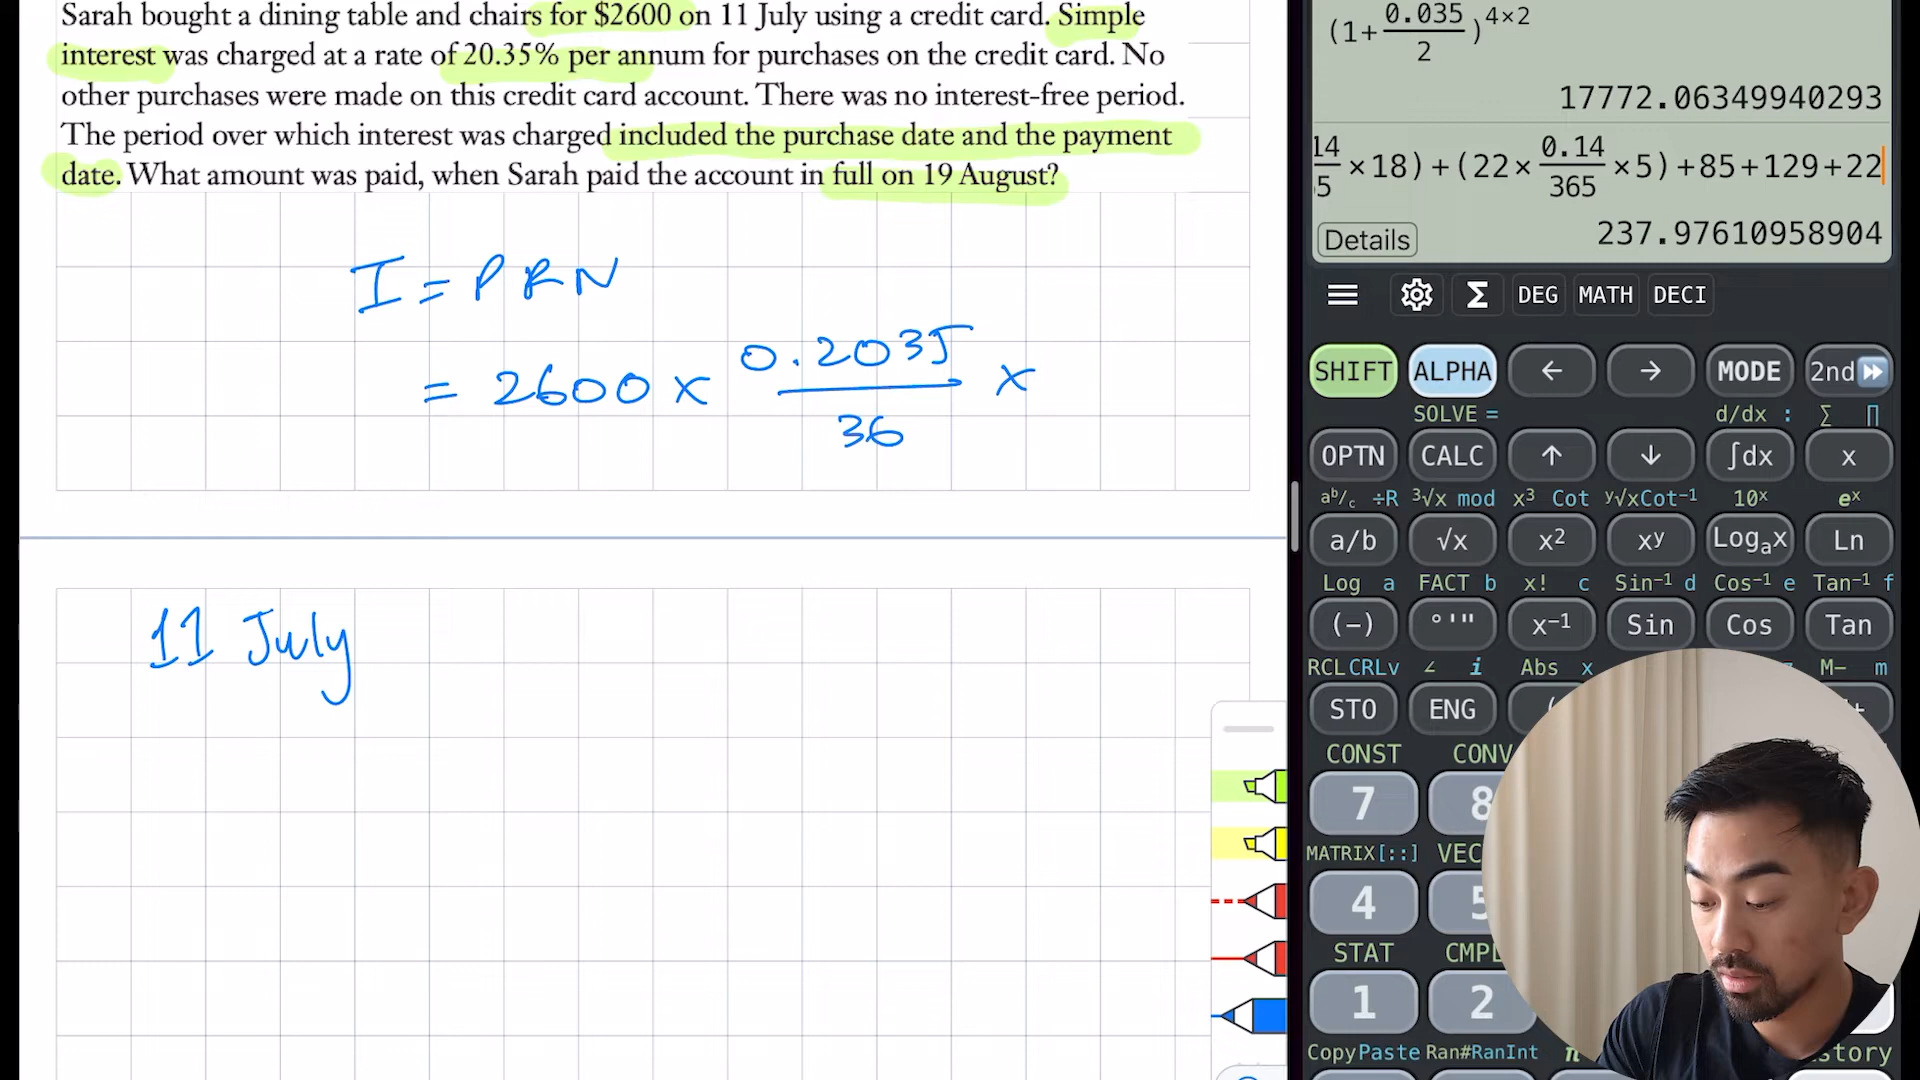 Sarah bought a dining table and chairs for $2600 on 11 July using a credit card. Simple
interest was charged at a rate of 20.35% per annum for purchases on the credit card. No
other purchases were made on this credit card account. There was no interest-free period.
The period over which interest was charged included the purchase date and the payment
date. What amount was paid, when Sarah paid the account in full on 19 August?
I = PRN
= 2600 × 0.2035/36 ×
11 July
(1+0.035/2)^4×2
17772.06349940293
14/5 ×18)+(22×0.14/365×5)+85+129+22
Details
237.97610958904
DEG MATH DECI
SHIFT ALPHA ← → MODE 2nd
SOLVE = d/dx : ∑ ∏
OPTN CALC ↑ ↓ ∫dx x
aᵇ/c ÷R ³√x mod x³ Cot ʸ√x Cot⁻¹ 10ˣ eˣ
a/b √x x² xʸ Logₐx Ln
Log a FACT b x! c Sin⁻¹ d Cos⁻¹ e Tan⁻¹ f
(−) °'" x⁻¹ Sin Cos Tan
RCL CRLv ∠ i Abs x M− m
STO ENG (
CONST CONV
7 8
MATRIX[::] VEC
4 5
STAT CMPL
1 2
Copy Paste Ran# RanInt π story